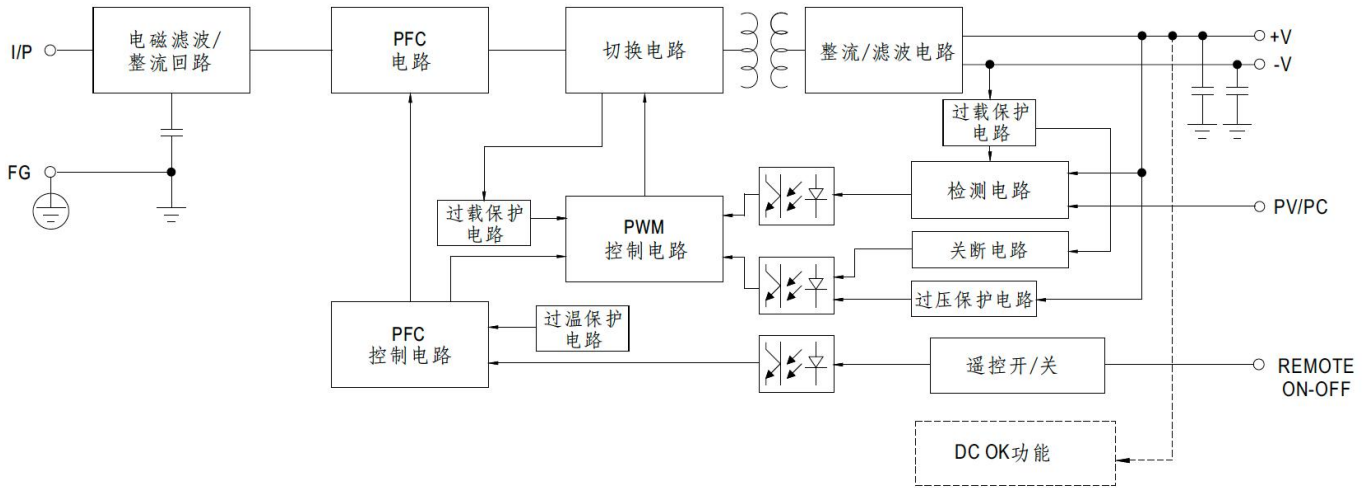 I/P
电磁滤波/
整流回路
PFC
电路
切换电路
整流/滤波电路
+V
-V
过载保护
电路
FG
检测电路
PV/PC
过载保护
电路
PWM
控制电路
关断电路
过压保护电路
PFC
控制电路
过温保护
电路
遥控开/关
REMOTE
ON-OFF
DC OK功能